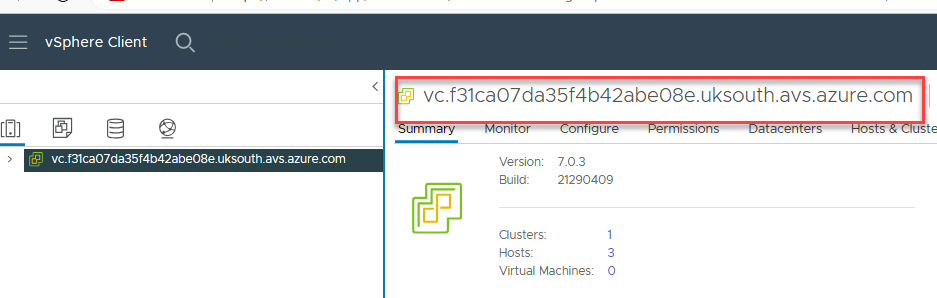 vSphere Client
vc.f31ca07da35f4b42abe08e.uksouth.avs.azure.com
Summary Monitor Configure Permissions Datacenters Hosts & Cluste
vc.f31ca07da35f4b42abe08e.uksouth.avs.azure.com
Version: 7.0.3
Build: 21290409
Clusters: 1
Hosts: 3
Virtual Machines: 0